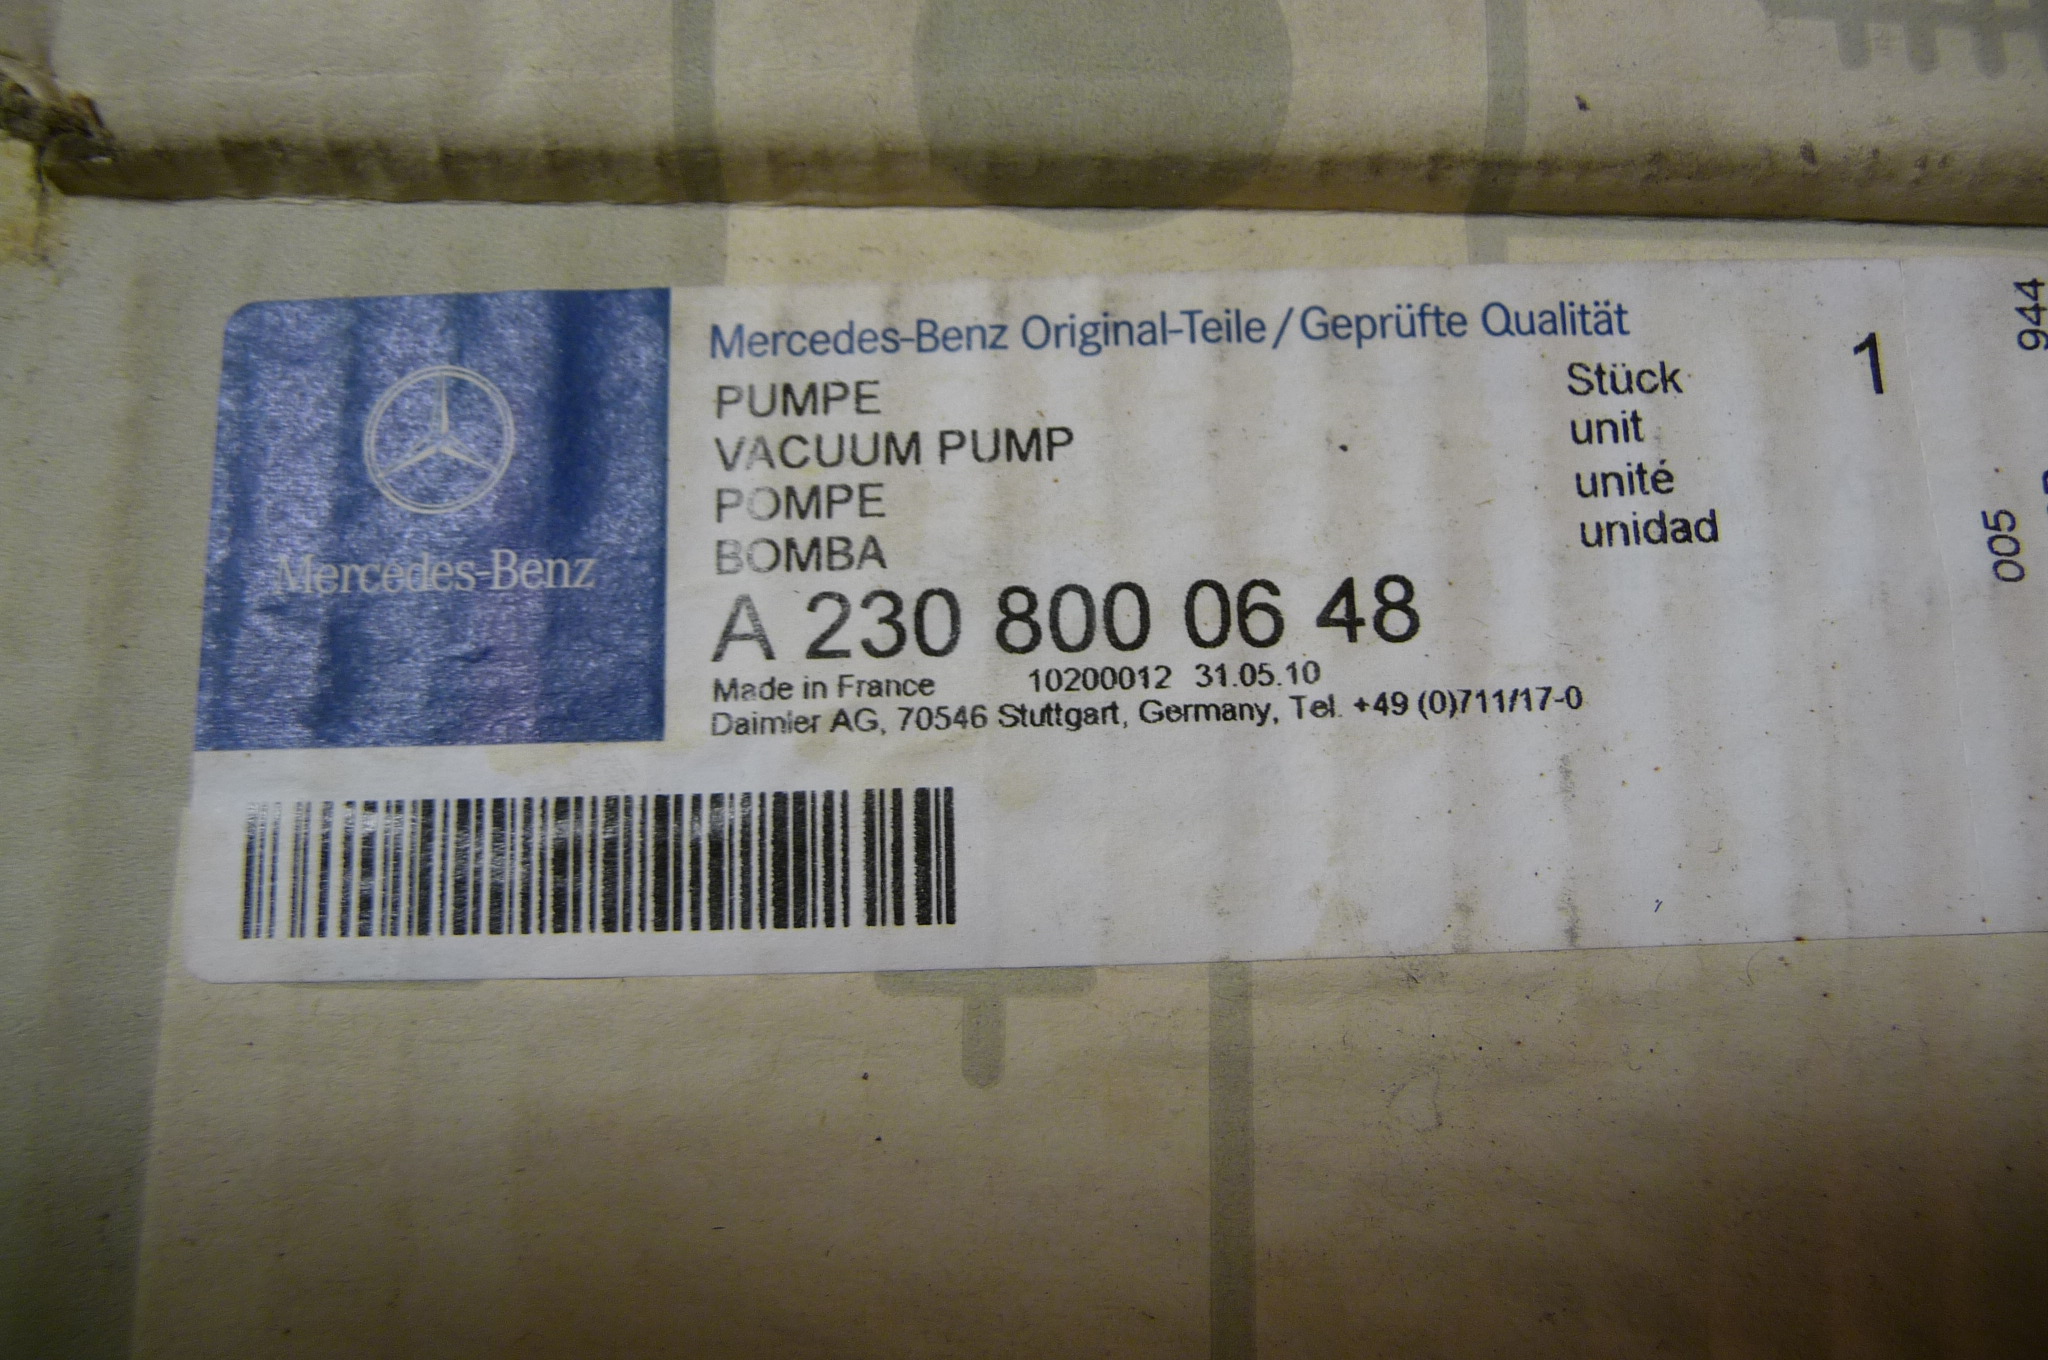 Mercedes-Benz
Mercedes-Benz Original-Teile/Geprüfte Qualität
PUMPE
VACUUM PUMP
POMPE
BOMBA
Stück 1
unit
unité
unidad
A 230 800 06 48
Made in France 10200012 31.05.10
Daimler AG, 70546 Stuttgart, Germany, Tel. +49 (0)711/17-0
944
005